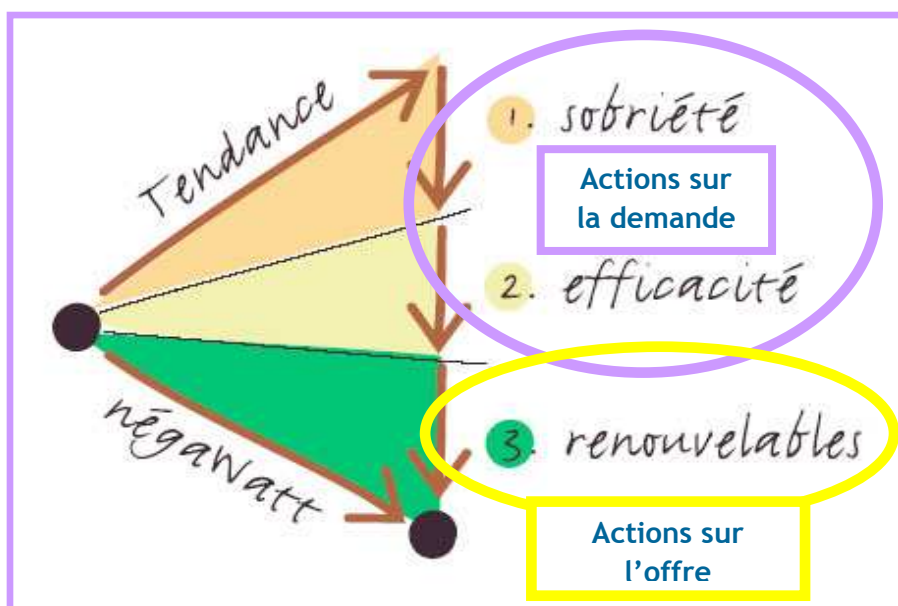 Tendance
1. sobriété
Actions sur
la demande
2. efficacité
négaWatt
3. renouvelables
Actions sur
l’offre